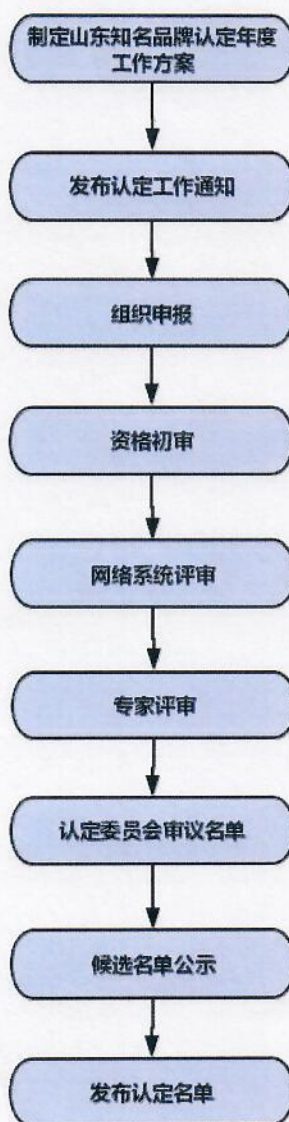 制定山东知名品牌认定年度
工作方案
发布认定工作通知
组织申报
资格初审
网络系统评审
专家评审
认定委员会审议名单
候选名单公示
发布认定名单